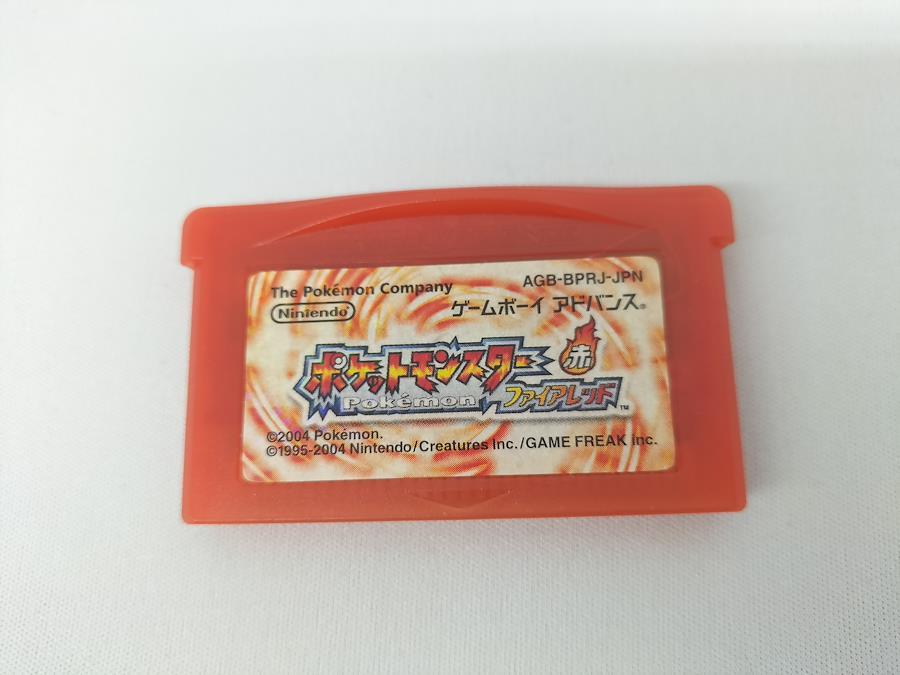 The Pokémon Company
AGB-BPRJ-JPN
Nintendo®
ゲームボーイ アドバンス®
ポケットモンスター
赤
Pokémon
ファイアレッド™
©2004 Pokémon.
©1995-2004 Nintendo/Creatures Inc./GAME FREAK inc.